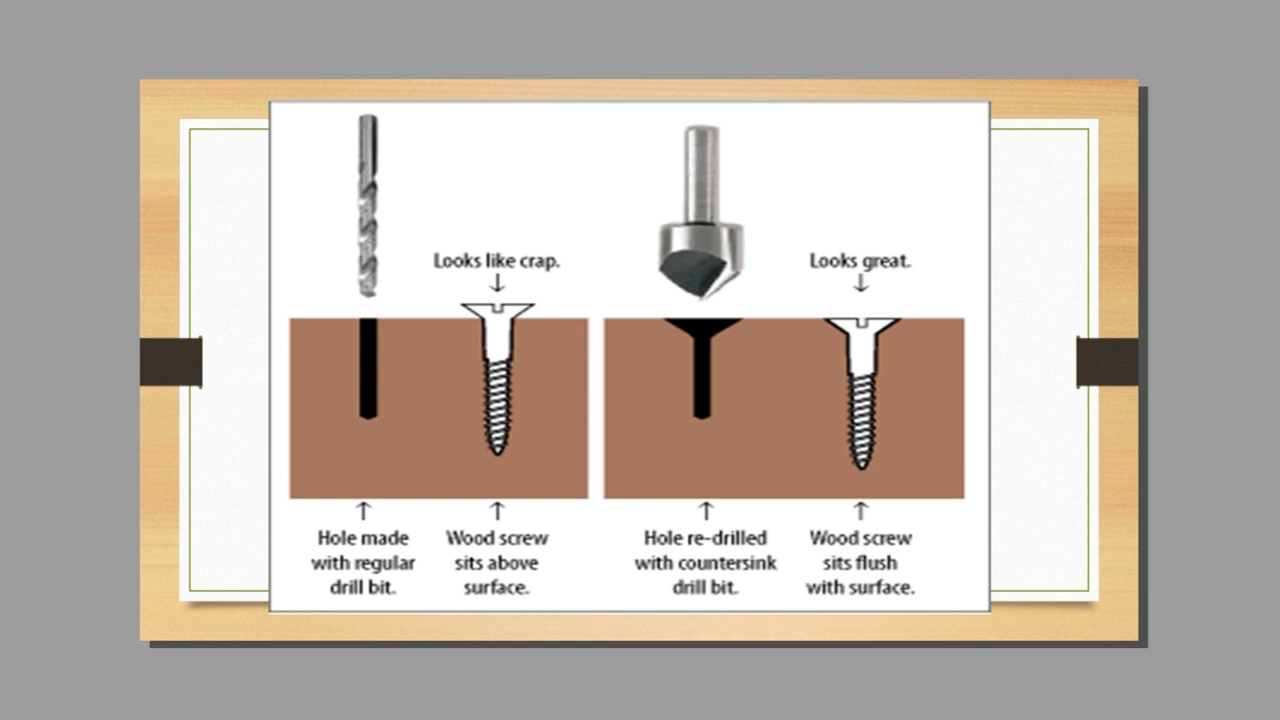 Looks like crap.
Looks great.
Hole made
with regular
drill bit.
Wood screw
sits above
surface.
Hole re-drilled
with countersink
drill bit.
Wood screw
sits flush
with surface.